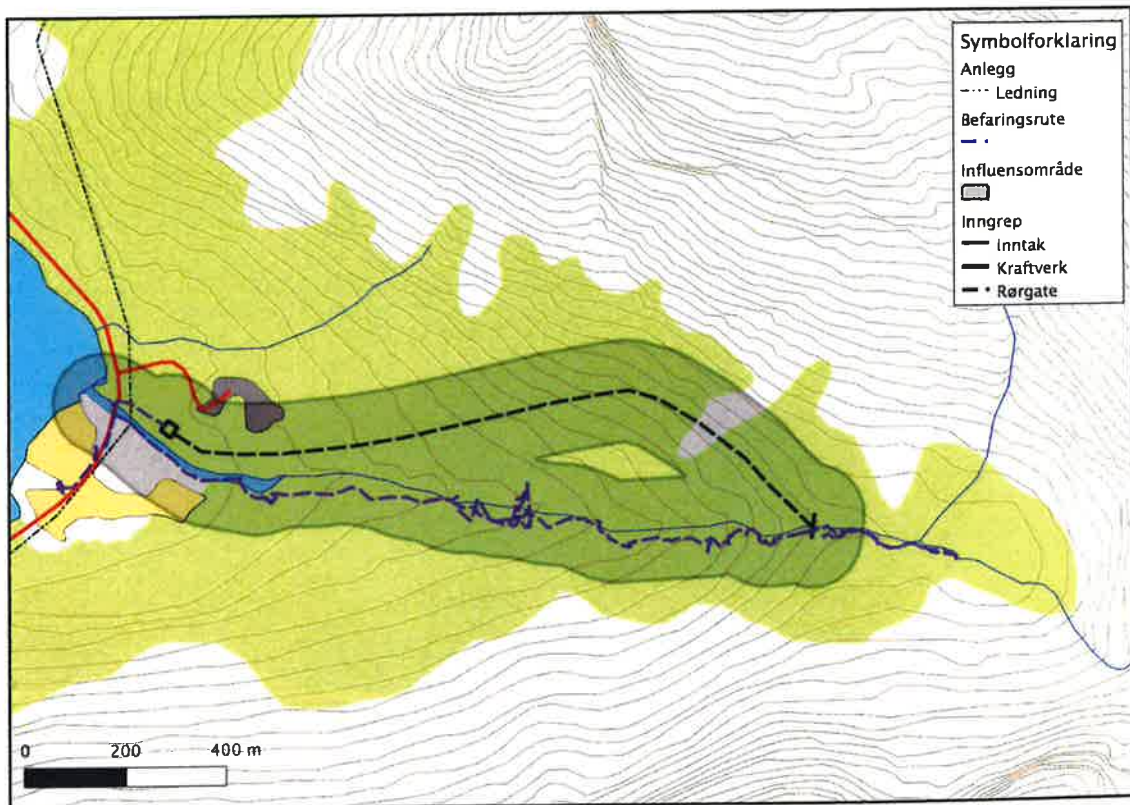 Symbolforklaring
Anlegg
Ledning
Befaringsrute
Influensområde
Inngrep
Inntak
Kraftverk
Rørgate
0 200 400 m